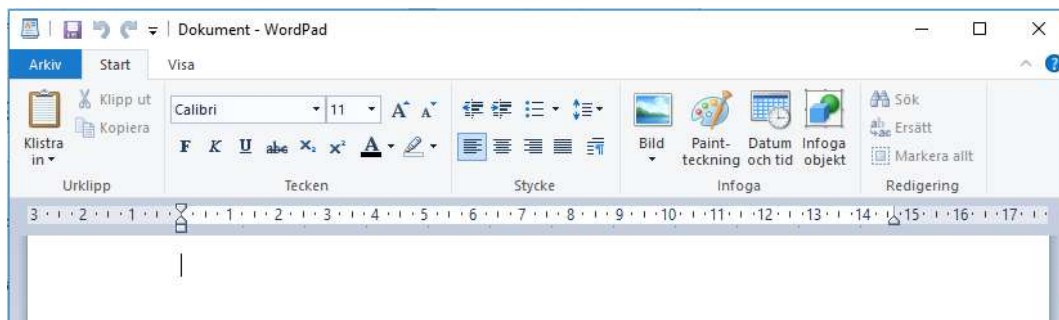 Dokument - WordPad
Arkiv Start Visa
Klistra in
Klipp ut
Kopiera
Urklipp
Calibri 11 A A
F K U abc X₂ x² A
Tecken
Stycke
Bild
Paint-
teckning
Datum
och tid
Infoga
objekt
Infoga
Sök
Ersätt
Markera allt
Redigering
3 2 1 1 2 3 4 5 6 7 8 9 10 11 12 13 14 15 16 17